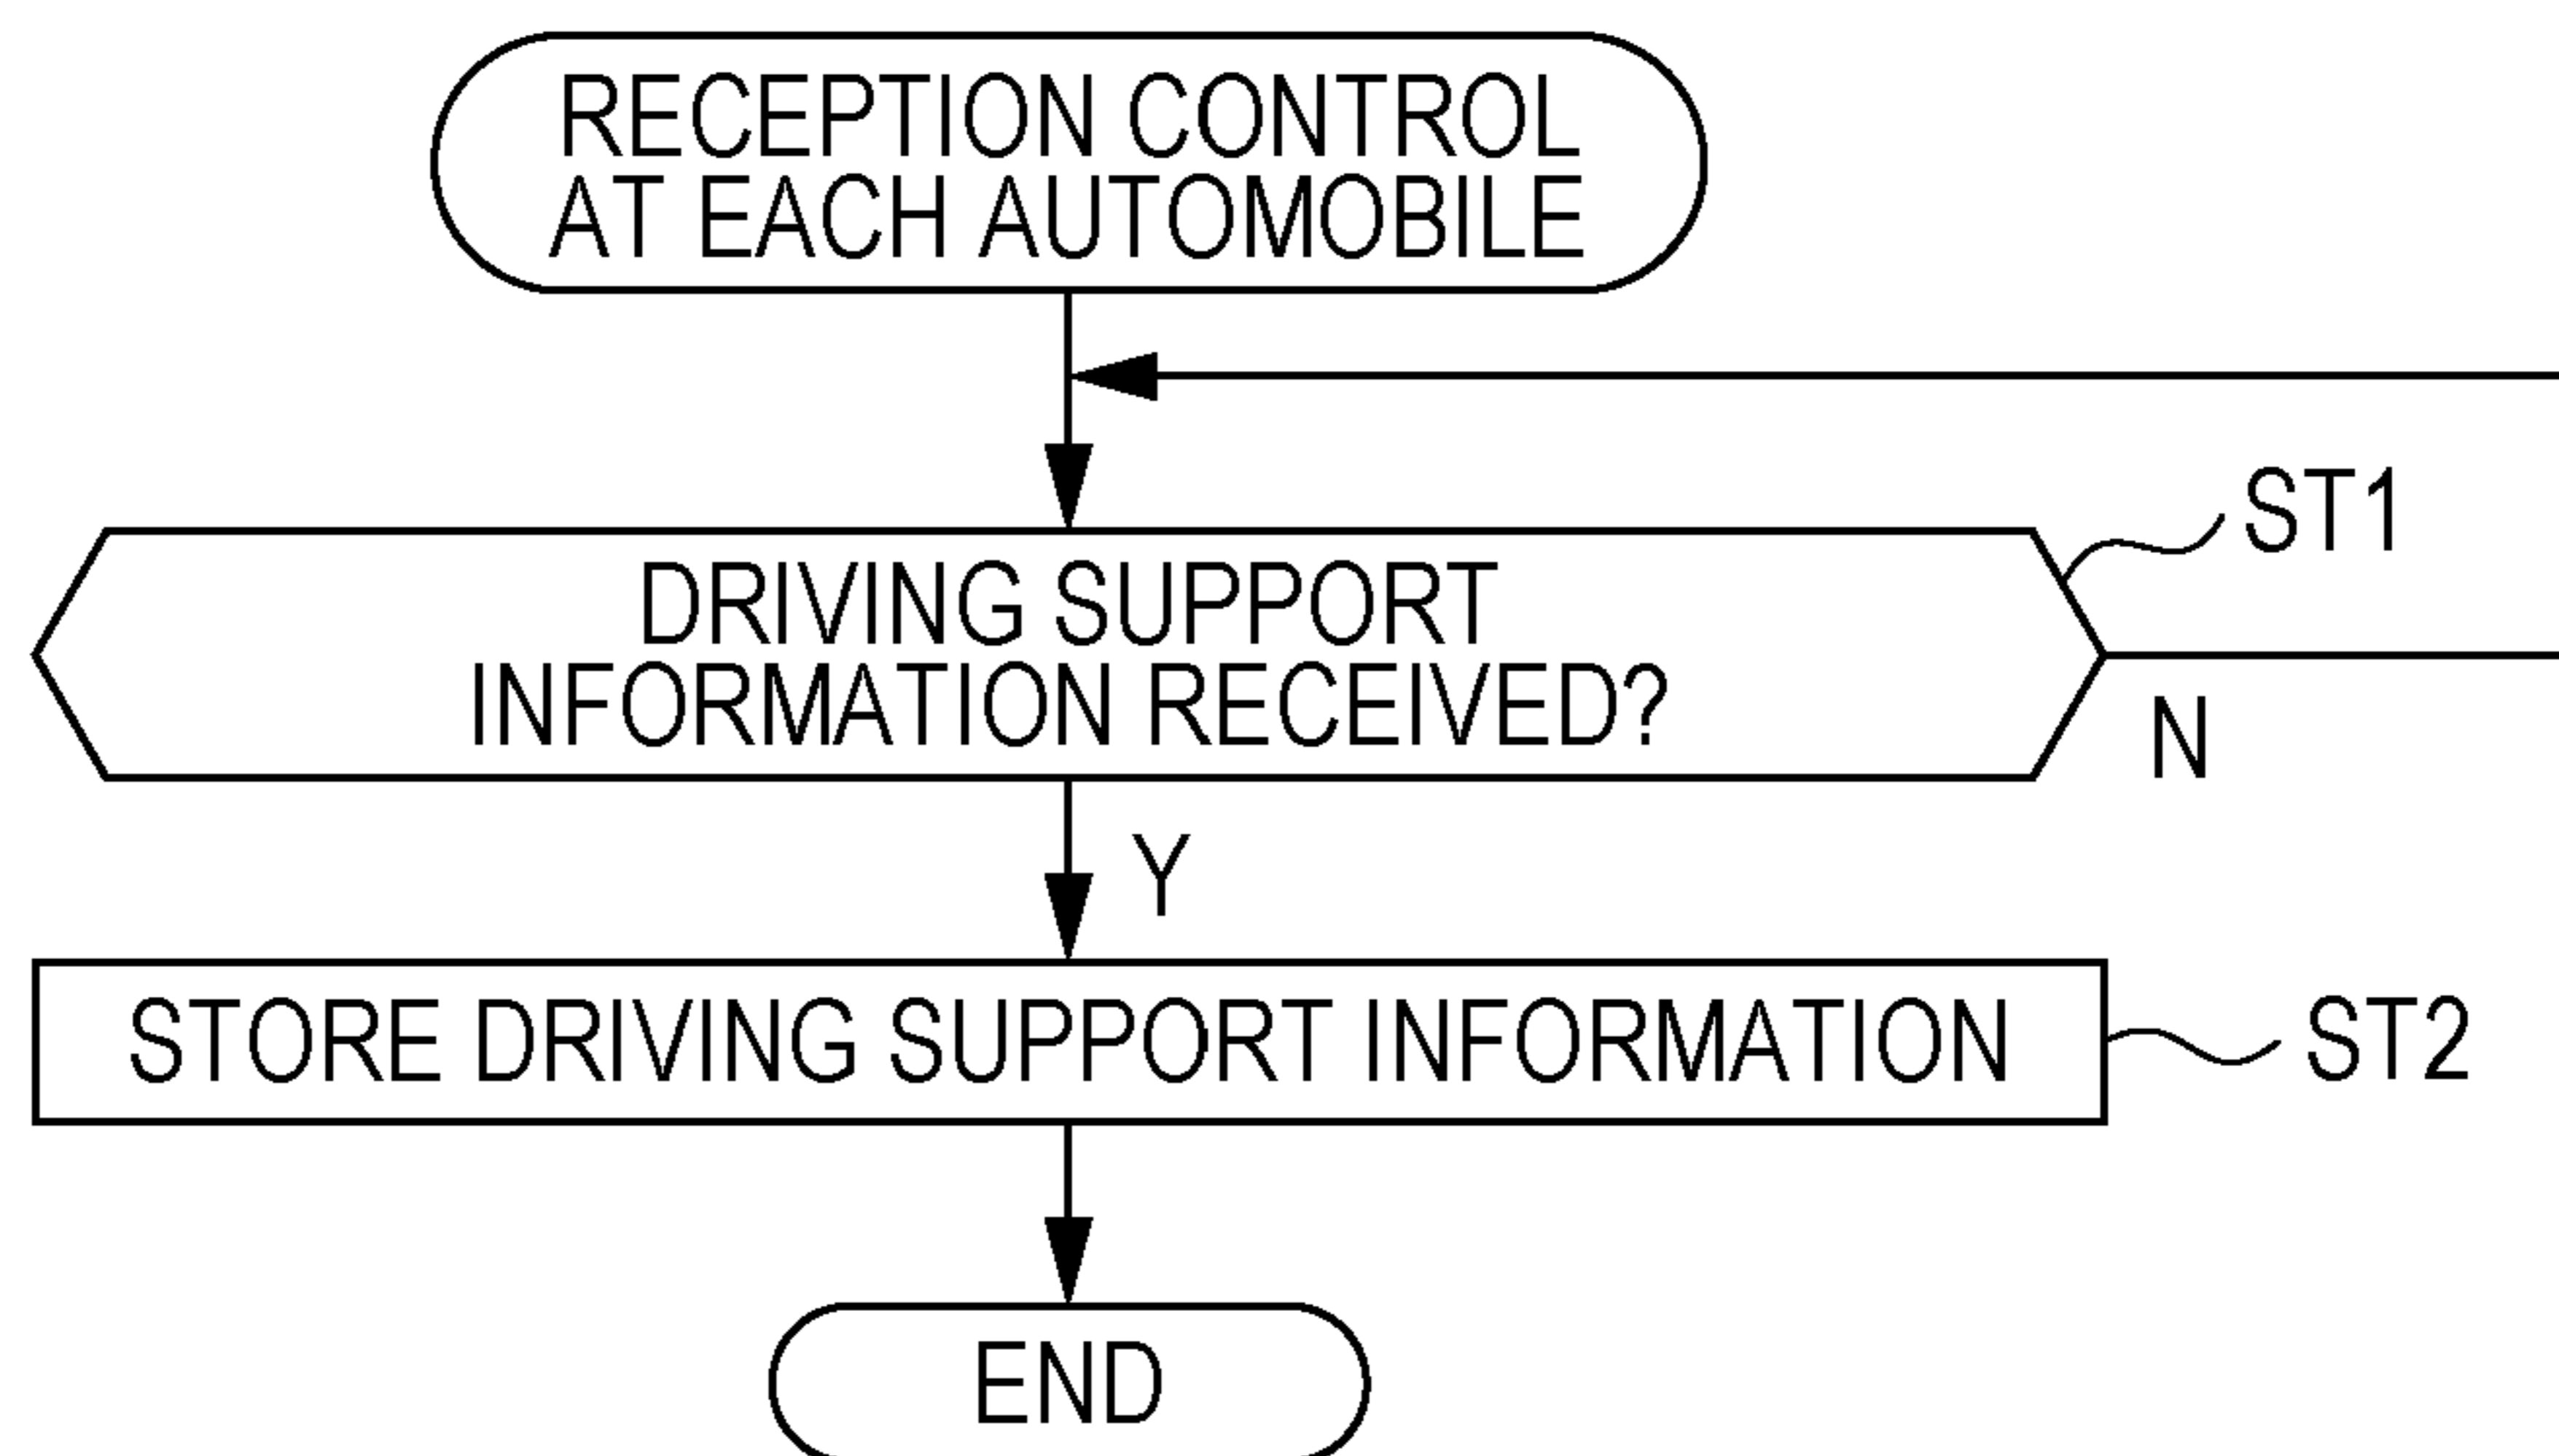 RECEPTION CONTROL
AT EACH AUTOMOBILE
ST1
DRIVING SUPPORT
INFORMATION RECEIVED?
N
Y
STORE DRIVING SUPPORT INFORMATION
ST2
END